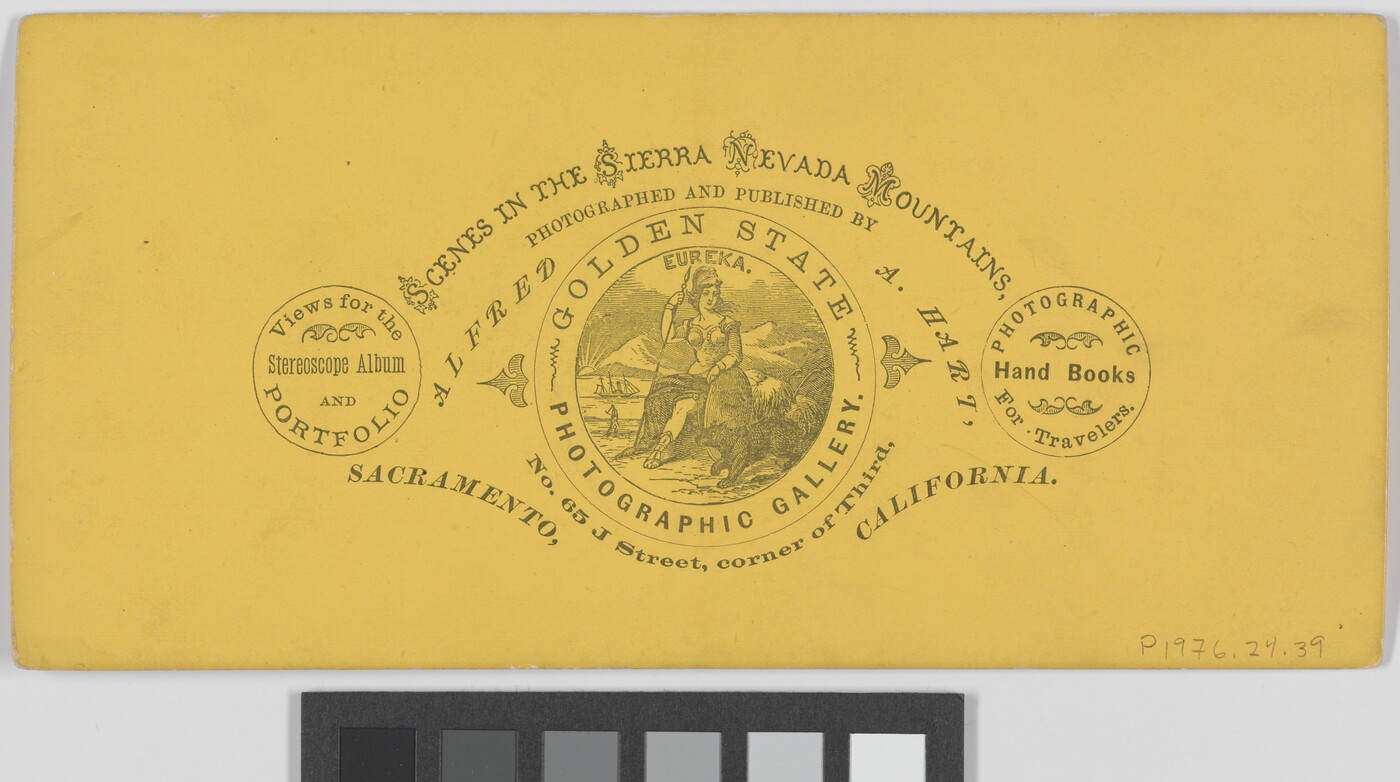 Scenes in the Sierra Nevada Mountains,
PHOTOGRAPHED AND PUBLISHED BY
ALFRED A. HART,
GOLDEN STATE
PHOTOGRAPHIC GALLERY.
EUREKA.
No. 65 J Street, corner of Third,
SACRAMENTO, CALIFORNIA.
Views for the
Stereoscope Album
AND
PORTFOLIO
PHOTOGRAPHIC
Hand Books
For Travelers.
P1976.24.39